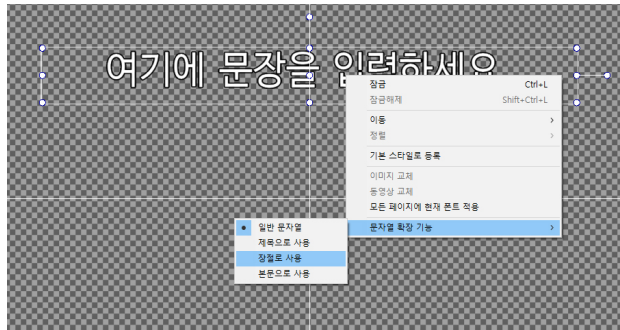 여기에 문장을 입력하세요
잠금 Ctrl+L
잠금해제 Shift+Ctrl+L
이동
정렬
기본 스타일로 등록
이미지 교체
동영상 교체
모든 페이지에 현재 폰트 적용
문자열 확장 기능
일반 문자열
제목으로 사용
장절로 사용
본문으로 사용